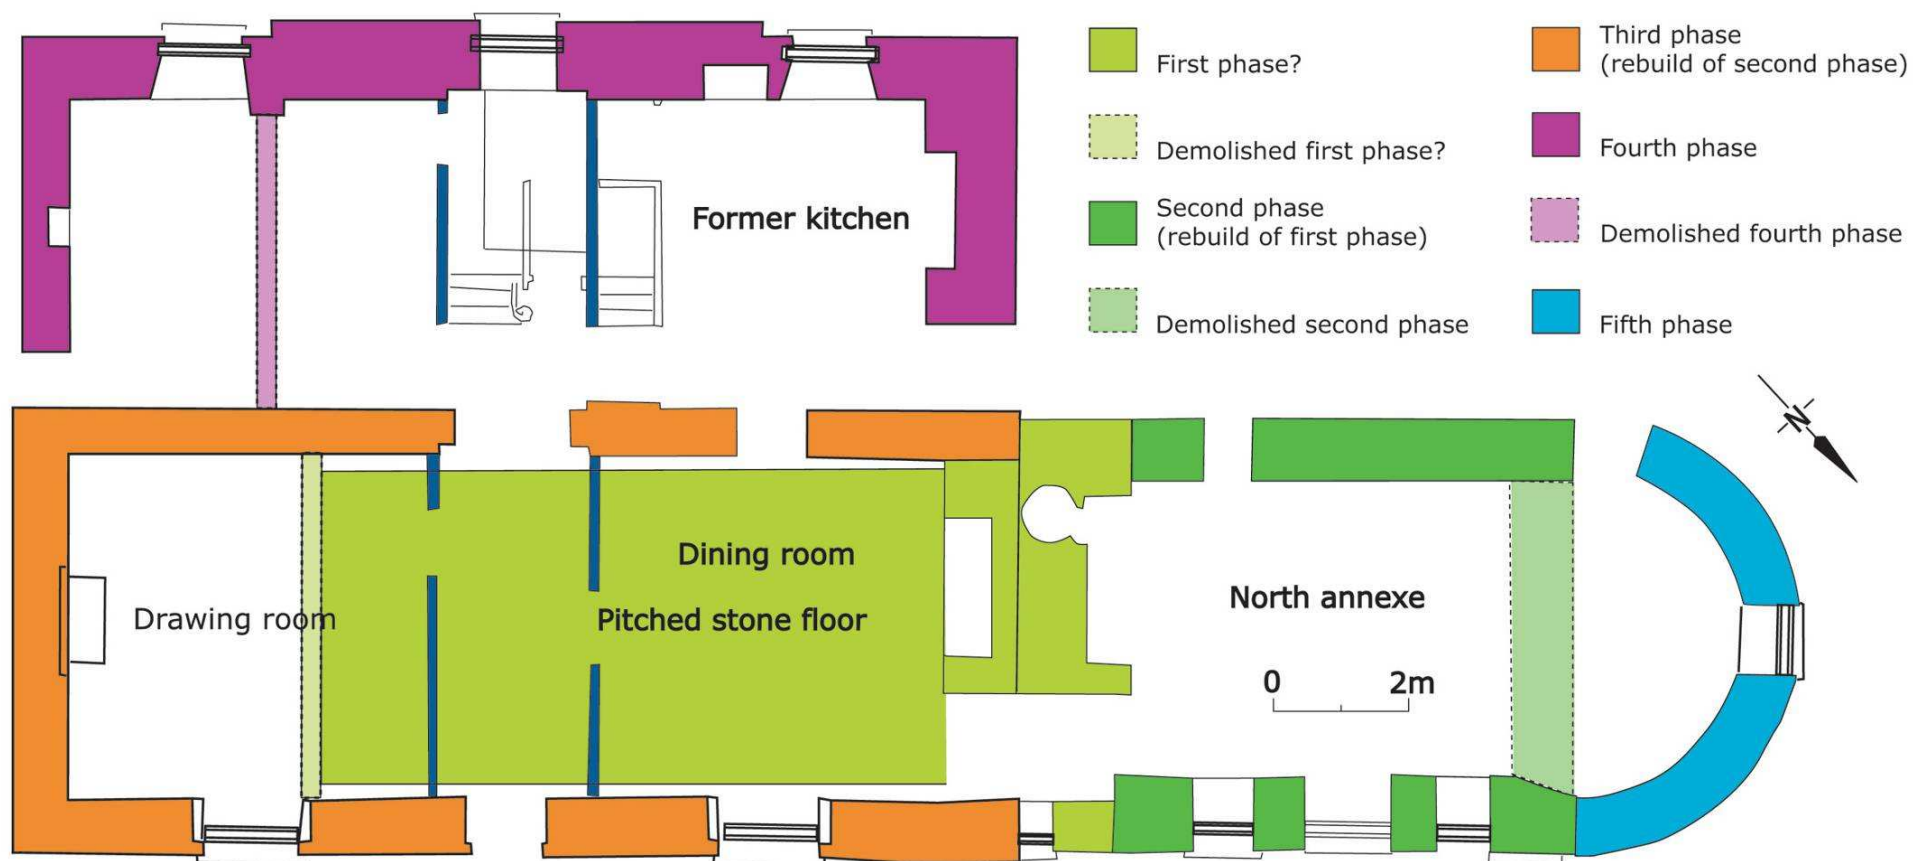 First phase?
Demolished first phase?
Second phase
(rebuild of first phase)
Demolished second phase
Third phase
(rebuild of second phase)
Fourth phase
Demolished fourth phase
Fifth phase
Former kitchen
N
Drawing room
Dining room
Pitched stone floor
North annexe
0 2m